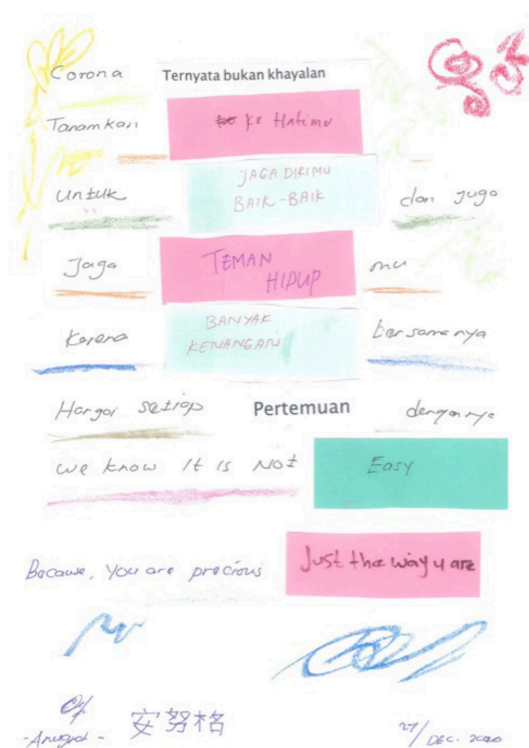 Corona Ternyata bukan khayalan
Tanamkan ke Hatimu
untuk JAGA DIRIMU BAIK-BAIK dan juga
Jaga TEMAN HIDUP mu
Karena BANYAK KENANGAN bersamanya
Hargai setiap Pertemuan dengannya
we know It is Not Easy
Because, you are precious Just the way u are
安努格
27/DEC. 2020